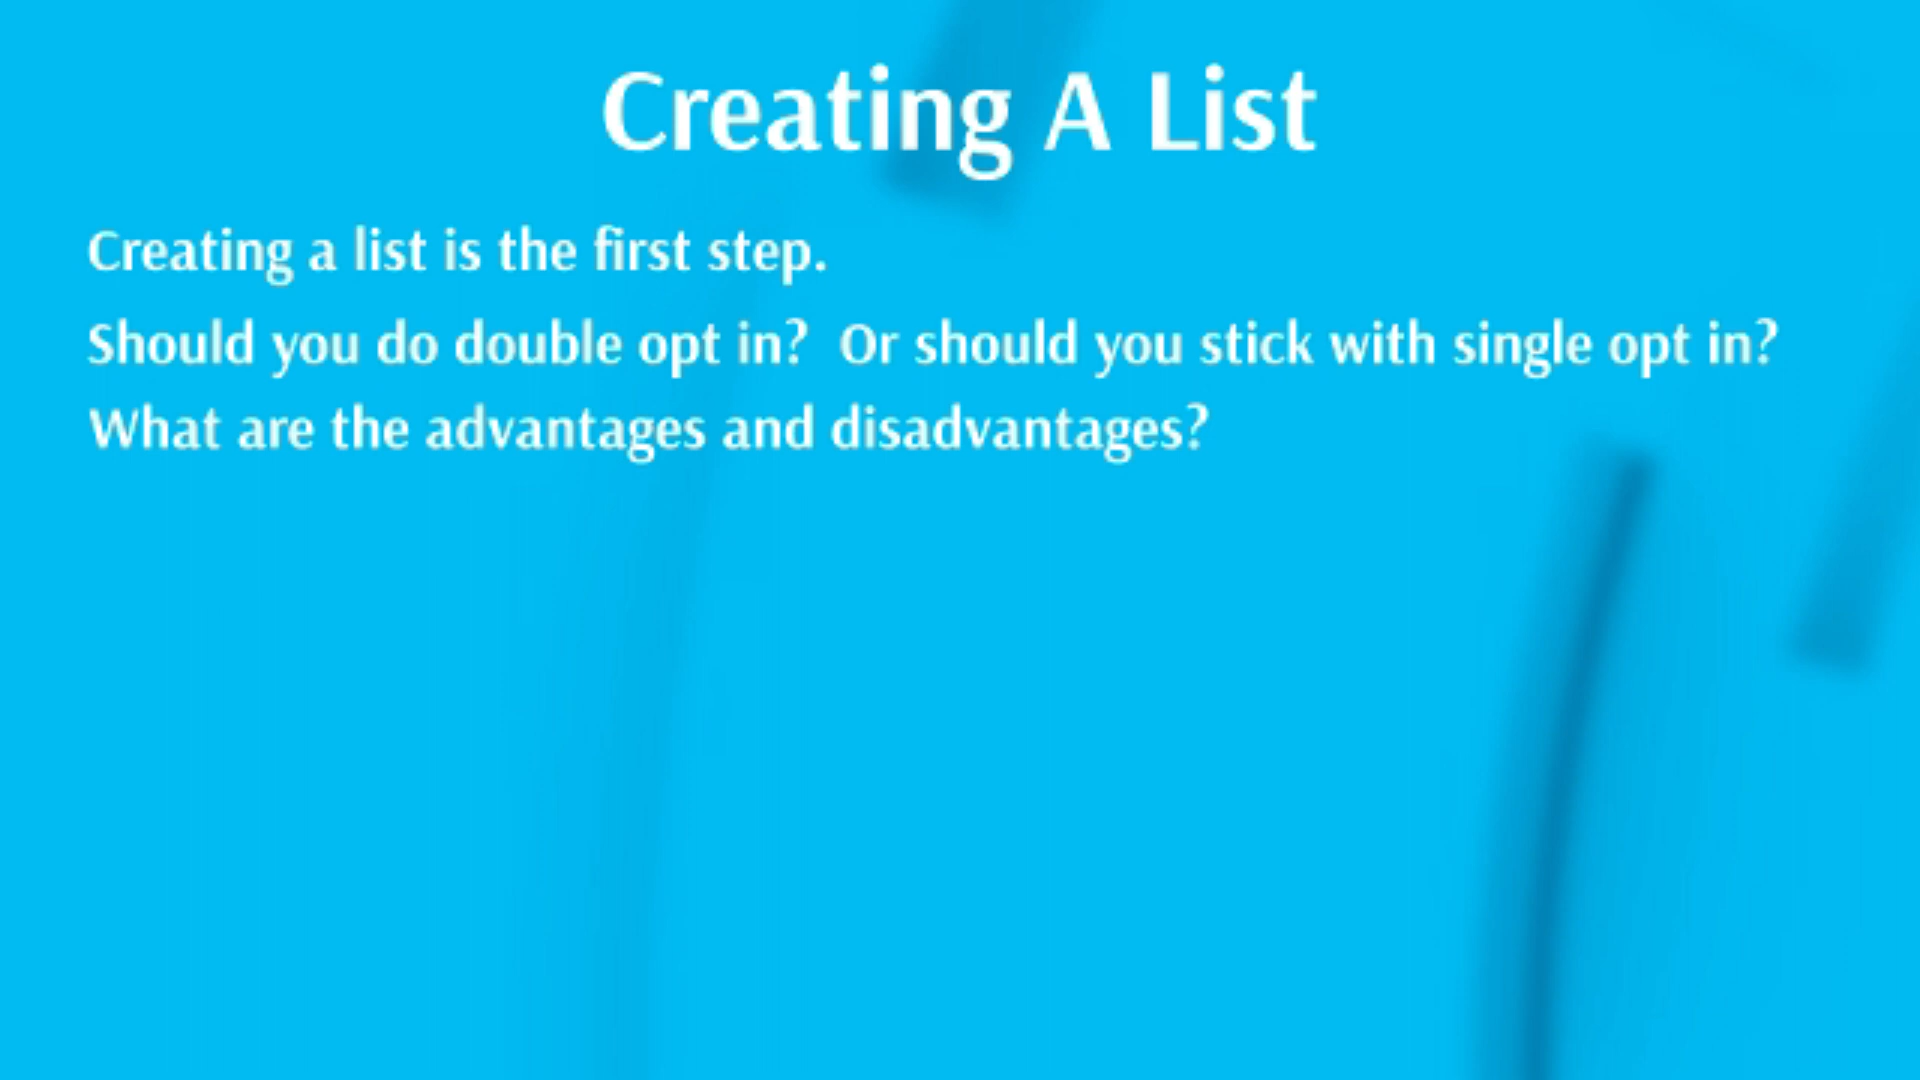 Creating A List
Creating a list is the first step.
Should you do double opt in?  Or should you stick with single opt in?
What are the advantages and disadvantages?